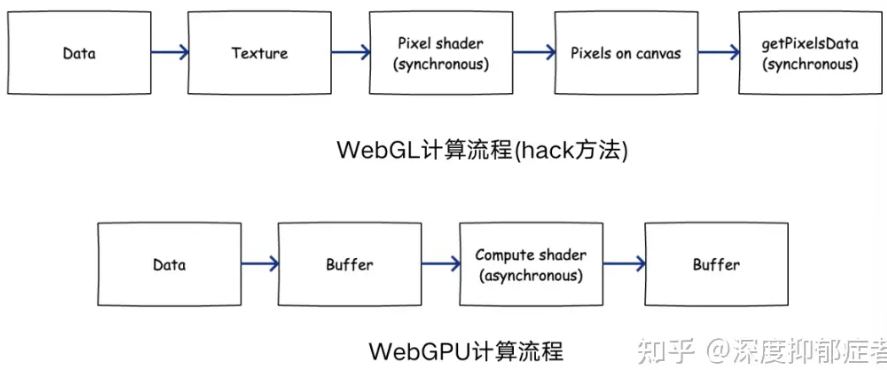 Data
Texture
Pixel shader
(synchronous)
Pixels on canvas
getPixelsData
(synchronous)
WebGL计算流程(hack方法)
Data
Buffer
Compute shader
(asynchronous)
Buffer
WebGPU计算流程
知乎 @深度抑郁症者